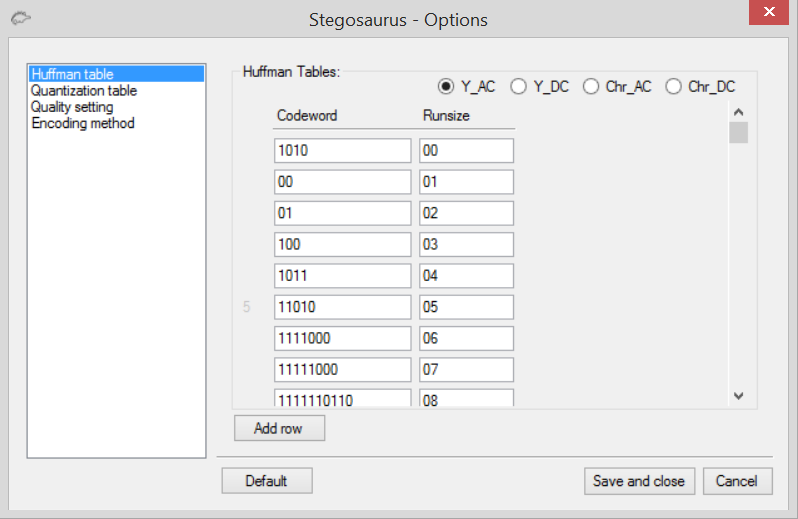 Stegosaurus - Options
Huffman table
Quantization table
Quality setting
Encoding method
Huffman Tables:
Y_AC Y_DC Chr_AC Chr_DC
Codeword Runsize
1010 00
00 01
01 02
100 03
1011 04
5 11010 05
1111000 06
11111000 07
1111110110 08
Add row
Default Save and close Cancel